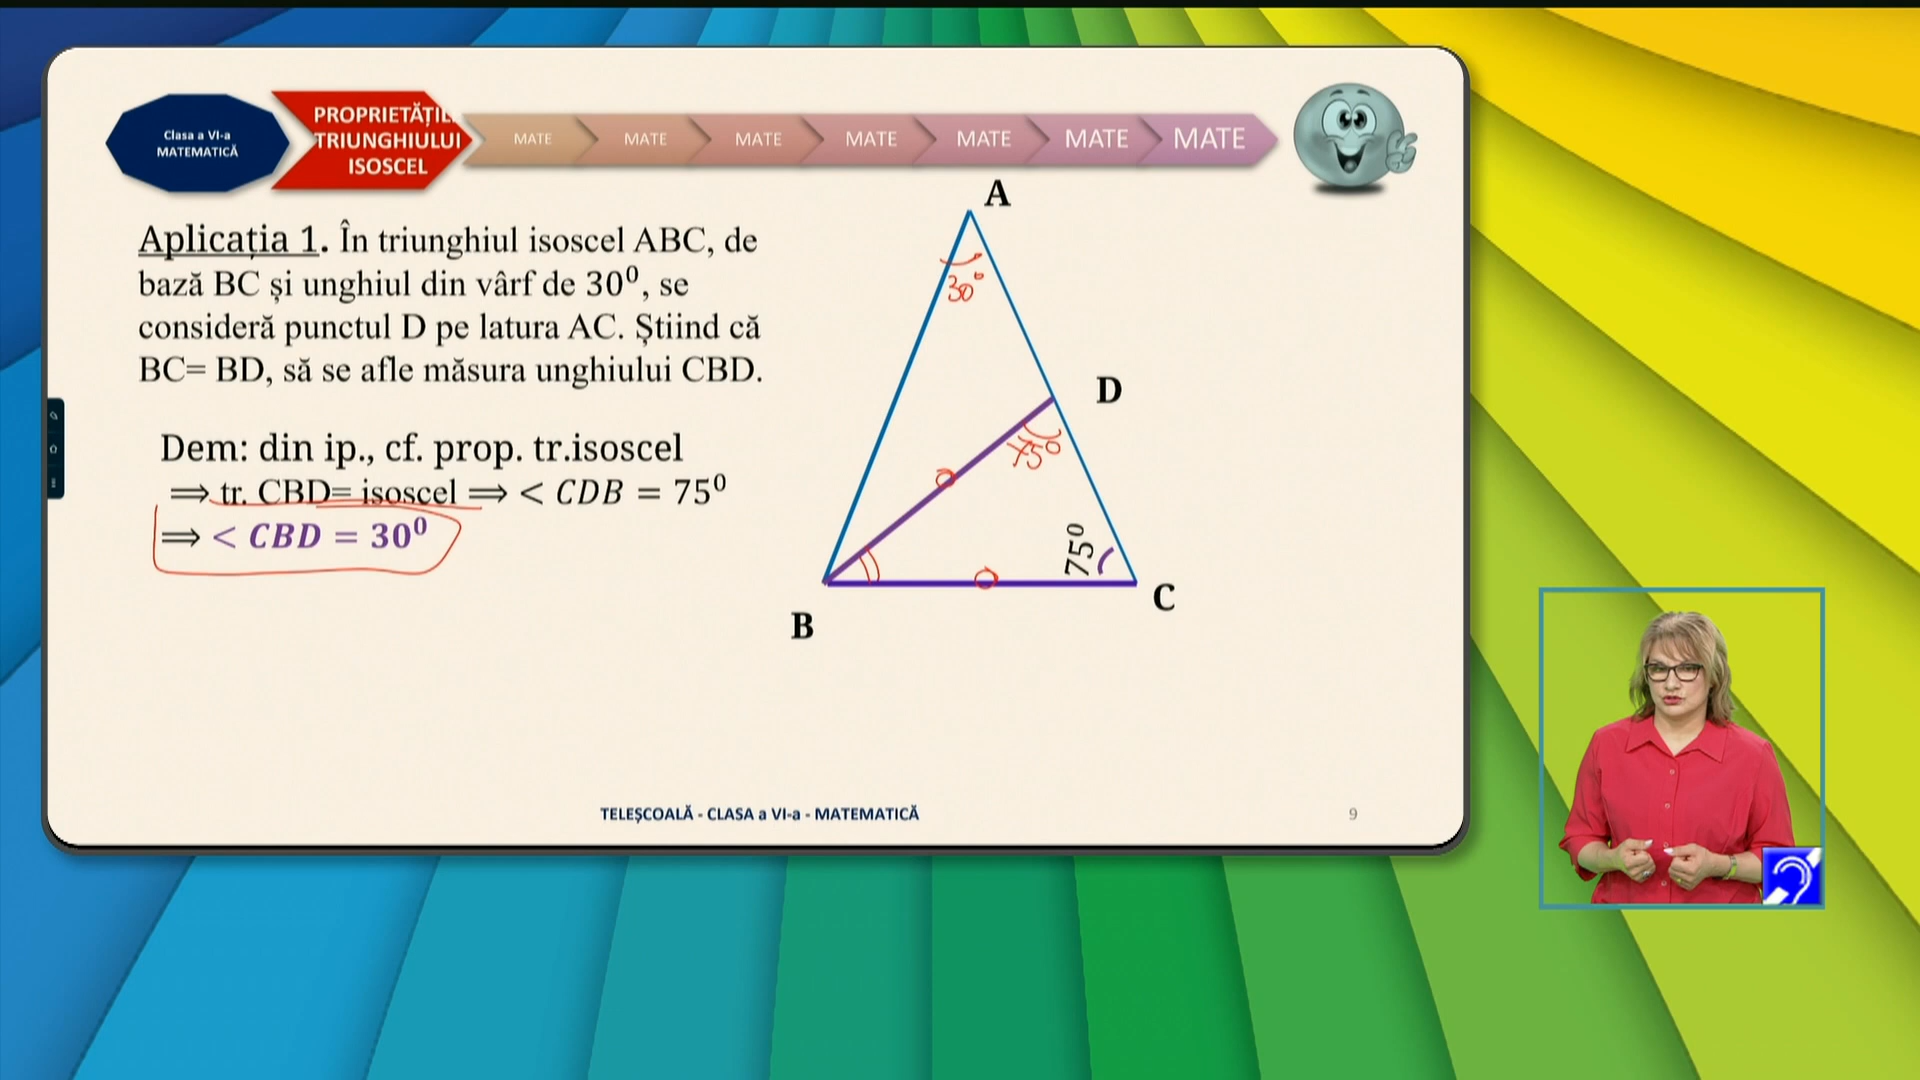 Clasa a VI-a
MATEMATICĂ
PROPRIETĂȚIL
TRIUNGHIULUI
ISOSCEL
MATE MATE MATE MATE MATE MATE MATE
Aplicația 1. În triunghiul isoscel ABC, de
bază BC și unghiul din vârf de 30⁰, se
consideră punctul D pe latura AC. Știind că
BC= BD, să se afle măsura unghiului CBD.
Dem: din ip., cf. prop. tr.isoscel
⟹ tr. CBD= isoscel ⟹ < CDB = 75⁰
⟹ < CBD = 30⁰
A
30°
D
75°
75⁰
C
B
TELEȘCOALĂ - CLASA a VI-a - MATEMATICĂ
9